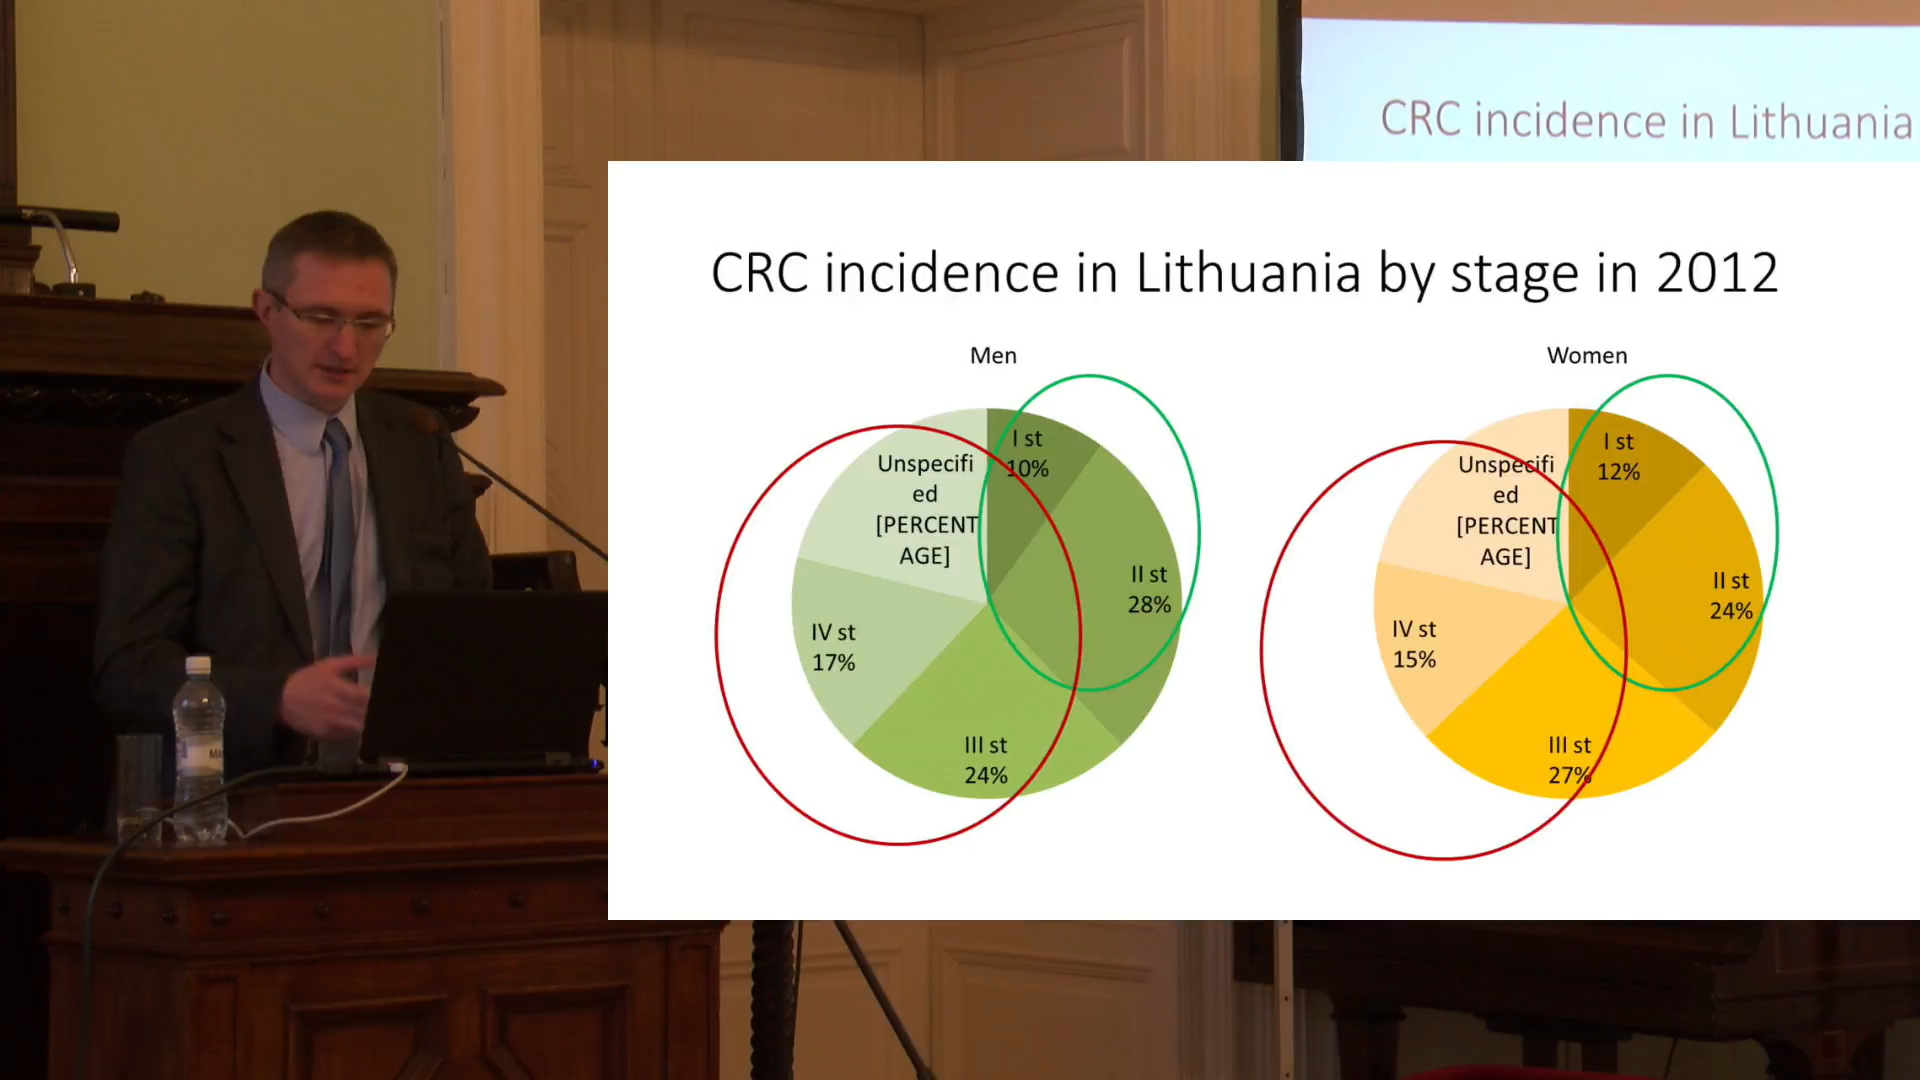 CRC incidence in Lithuania
CRC incidence in Lithuania by stage in 2012
Men
I st
10%
Unspecifi
ed
[PERCENT
AGE]
II st
28%
IV st
17%
III st
24%
Women
I st
12%
Unspecifi
ed
[PERCENT
AGE]
II st
24%
IV st
15%
III st
27%